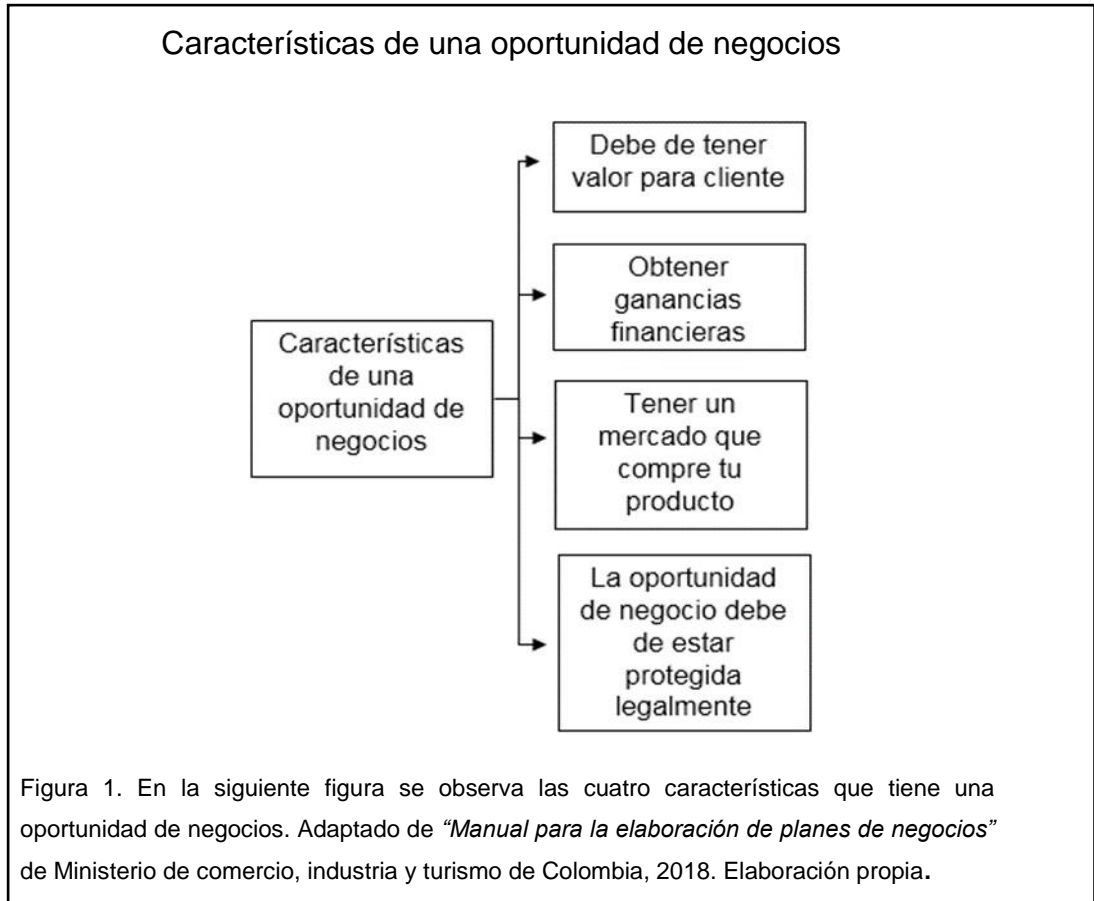 Características de una oportunidad de negocios
Debe de tener
valor para cliente
Obtener
ganancias
financieras
Características
de una
oportunidad de
negocios
Tener un
mercado que
compre tu
producto
La oportunidad
de negocio debe
de estar
protegida
legalmente
Figura 1. En la siguiente figura se observa las cuatro características que tiene una
oportunidad de negocios. Adaptado de “Manual para la elaboración de planes de negocios”
de Ministerio de comercio, industria y turismo de Colombia, 2018. Elaboración propia.